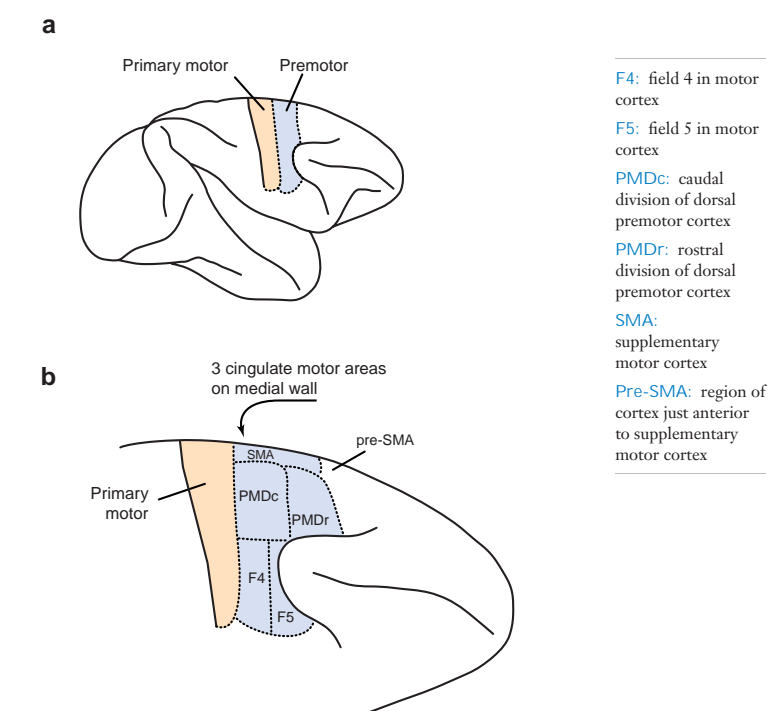 a
Primary motor
Premotor
b
3 cingulate motor areas
on medial wall
pre-SMA
SMA
Primary
motor
PMDc
PMDr
F4
F5
F4: field 4 in motor
cortex
F5: field 5 in motor
cortex
PMDc: caudal
division of dorsal
premotor cortex
PMDr: rostral
division of dorsal
premotor cortex
SMA:
supplementary
motor cortex
Pre-SMA: region of
cortex just anterior
to supplementary
motor cortex